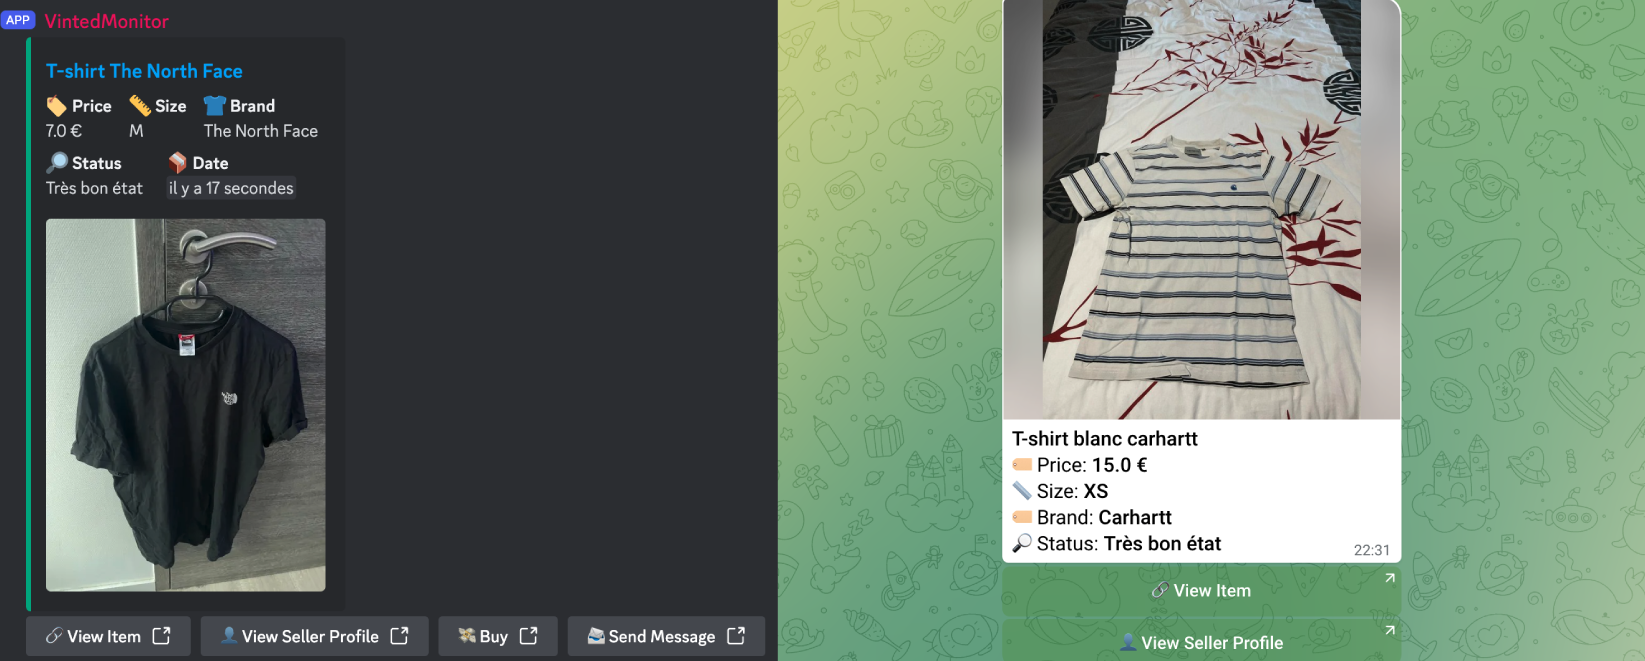 APP VintedMonitor
T-shirt The North Face
Price Size Brand
7.0 € M The North Face
Status Date
Très bon état il y a 17 secondes
View Item View Seller Profile Buy Send Message
T-shirt blanc carhartt
Price: 15.0 €
Size: XS
Brand: Carhartt
Status: Très bon état
22:31
View Item
View Seller Profile